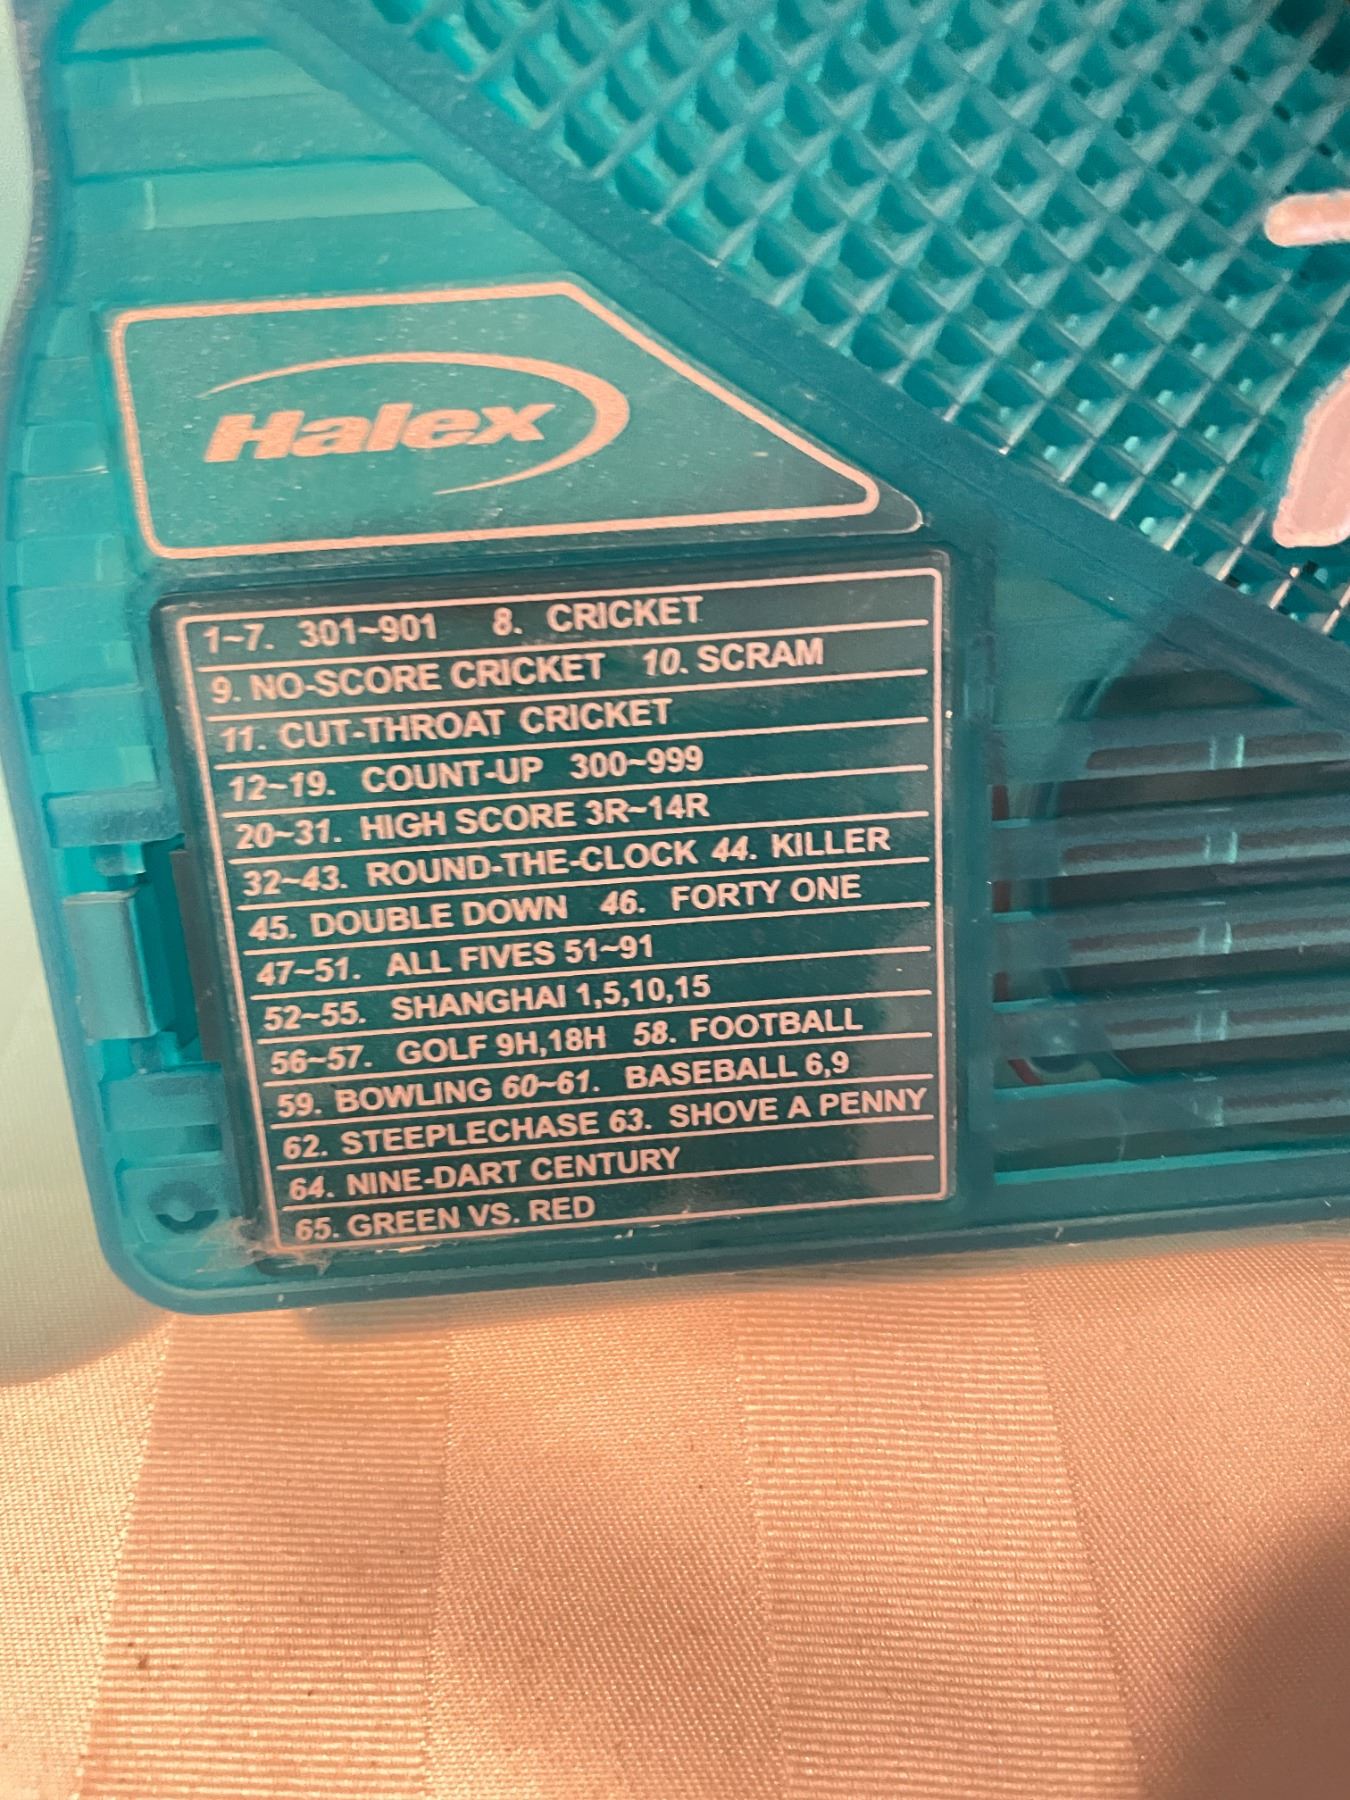 Halex
1~7. 301~901 8. CRICKET
9. NO-SCORE CRICKET 10. SCRAM
11. CUT-THROAT CRICKET
12~19. COUNT-UP 300~999
20~31. HIGH SCORE 3R~14R
32~43. ROUND-THE-CLOCK 44. KILLER
45. DOUBLE DOWN 46. FORTY ONE
47~51. ALL FIVES 51~91
52~55. SHANGHAI 1,5,10,15
56~57. GOLF 9H,18H 58. FOOTBALL
59. BOWLING 60~61. BASEBALL 6,9
62. STEEPLECHASE 63. SHOVE A PENNY
64. NINE-DART CENTURY
65. GREEN VS. RED